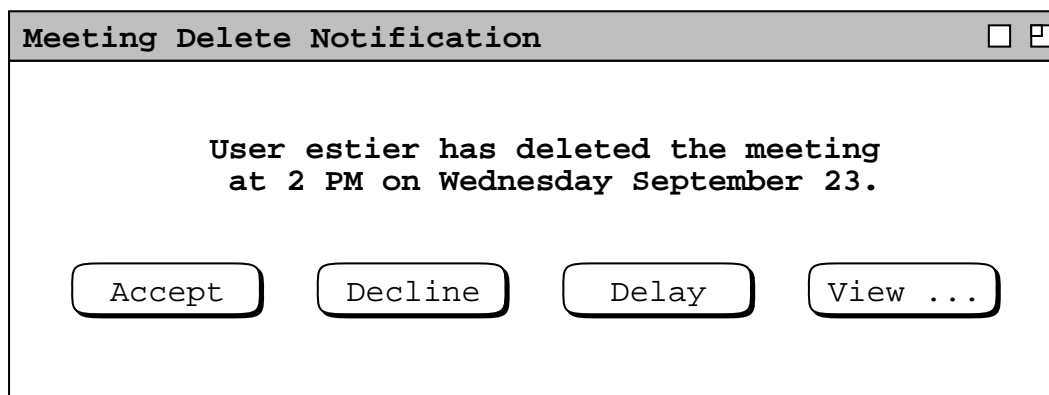 Meeting Delete Notification
User estier has deleted the meeting
at 2 PM on Wednesday September 23.
Accept Decline Delay View ...